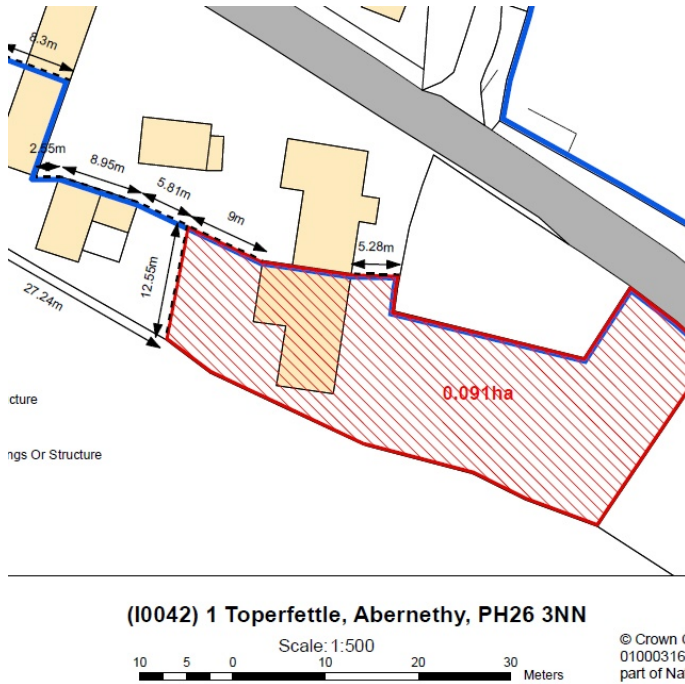 8.3m
2.55m
8.95m
5.81m
9m
5.28m
12.55m
27.24m
0.091ha
cture
ngs Or Structure
(I0042) 1 Toperfettle, Abernethy, PH26 3NN
Scale: 1:500
10 5 0 10 20 30 Meters
© Crown C
01000316
part of Na